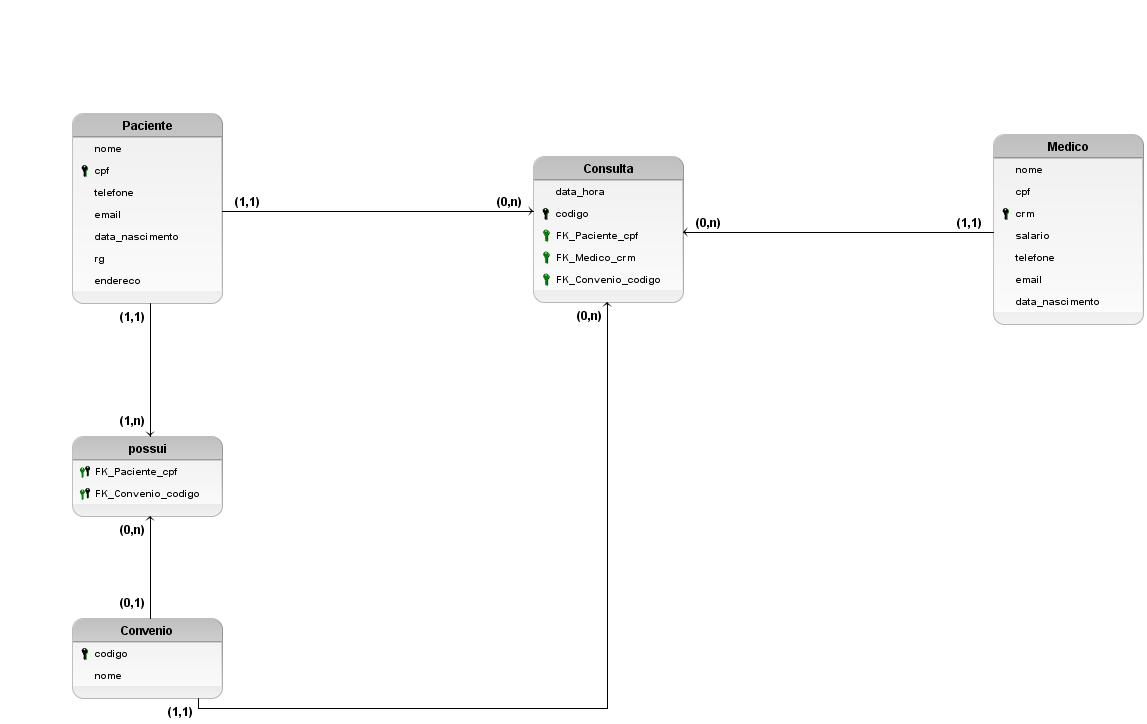 Paciente
nome
cpf
telefone
email
data_nascimento
rg
endereco
(1,1)
(0,n)
Consulta
data_hora
codigo
FK_Paciente_cpf
FK_Medico_crm
FK_Convenio_codigo
(0,n)
(1,1)
Medico
nome
cpf
crm
salario
telefone
email
data_nascimento
(1,1)
(0,n)
(1,n)
possui
FK_Paciente_cpf
FK_Convenio_codigo
(0,n)
(0,1)
Convenio
codigo
nome
(1,1)